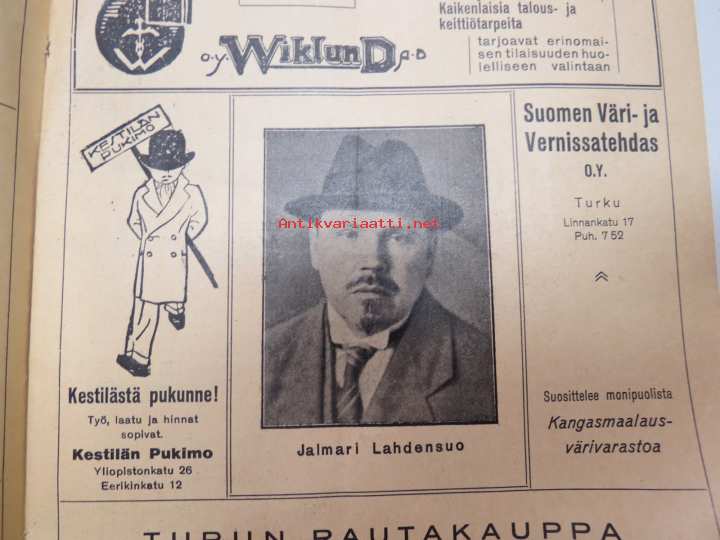 Kaikenlaisia talous- ja
keittiötarpeita
tarjoavat erinomai-
sen tilaisuuden huo-
lelliseen valintaan
O.Y. WIKLUND A-B
KESTILÄN
PUKIMO
Kestilästä pukunne!
Työ, laatu ja hinnat
sopivat.
Kestilän Pukimo
Yliopistonkatu 26
Eerikinkatu 12
Antikvariaatti.net
Jalmari Lahdensuo
Suomen Väri- ja
Vernissatehdas
O.Y.
Turku
Linnankatu 17
Puh. 752
Suosittelee monipuolista
Kangasmaalaus-
värivarastoa
TURUN RAUTAKAUPPA